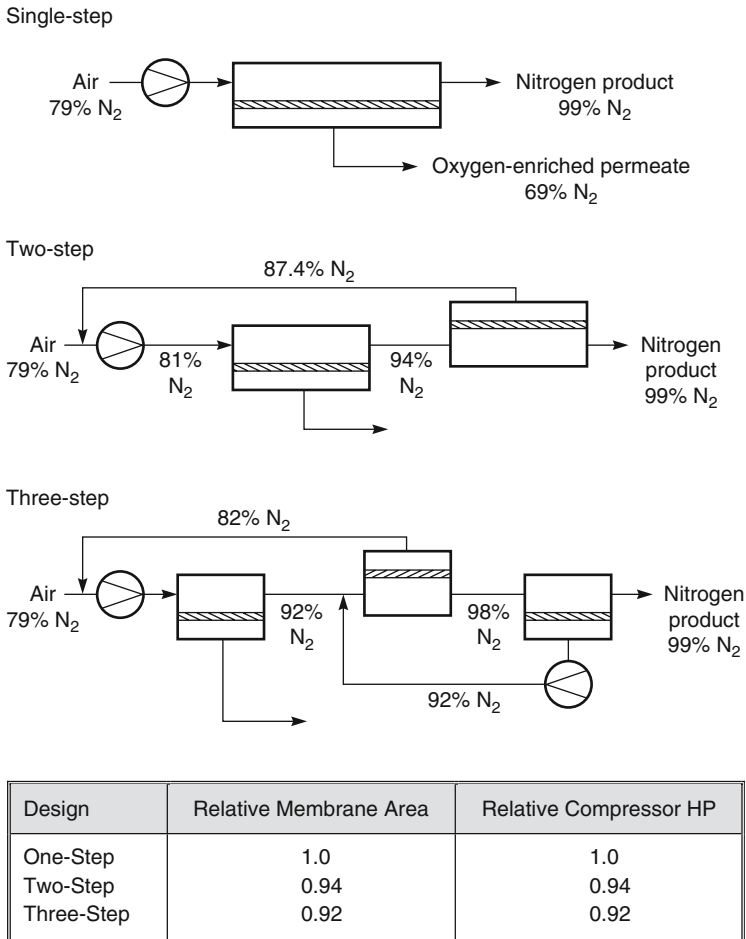 Single-step
Air
79% N₂
Nitrogen product
99% N₂
Oxygen-enriched permeate
69% N₂
Two-step
87.4% N₂
Air
79% N₂
81%
N₂
94%
N₂
Nitrogen
product
99% N₂
Three-step
82% N₂
Air
79% N₂
92%
N₂
98%
N₂
Nitrogen
product
99% N₂
92% N₂
Design Relative Membrane Area Relative Compressor HP
One-Step 1.0 1.0
Two-Step 0.94 0.94
Three-Step 0.92 0.92